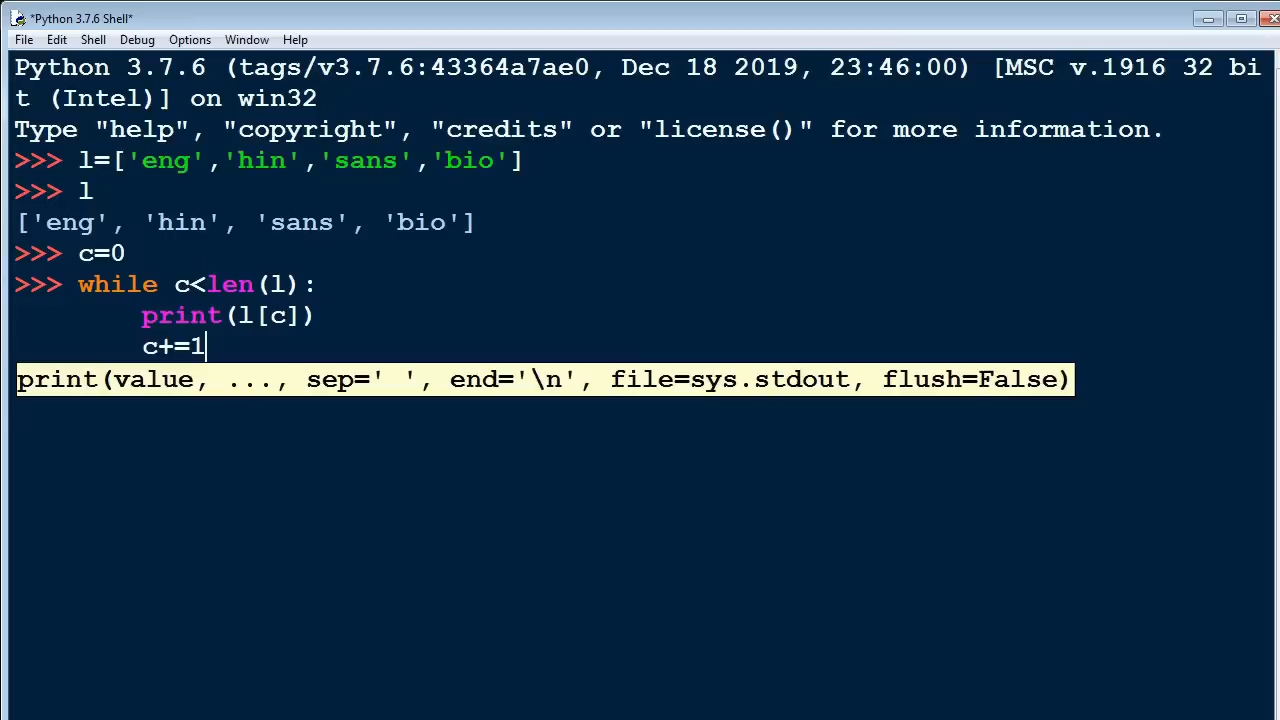 *Python 3.7.6 Shell*
File Edit Shell Debug Options Window Help
Python 3.7.6 (tags/v3.7.6:43364a7ae0, Dec 18 2019, 23:46:00) [MSC v.1916 32 bi
t (Intel)] on win32
Type "help", "copyright", "credits" or "license()" for more information.
>>> l=['eng','hin','sans','bio']
>>> l
['eng', 'hin', 'sans', 'bio']
>>> c=0
>>> while c<len(l):
        print(l[c])
        c+=1
print(value, ..., sep=' ', end='\n', file=sys.stdout, flush=False)